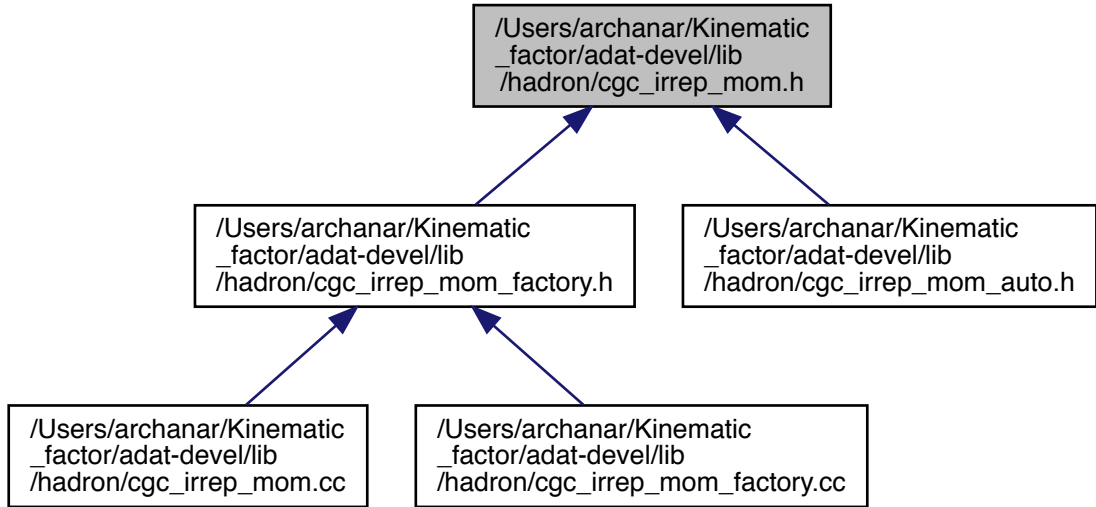 /Users/archanar/Kinematic
_factor/adat-devel/lib
/hadron/cgc_irrep_mom.h
/Users/archanar/Kinematic
_factor/adat-devel/lib
/hadron/cgc_irrep_mom_factory.h
/Users/archanar/Kinematic
_factor/adat-devel/lib
/hadron/cgc_irrep_mom_auto.h
/Users/archanar/Kinematic
_factor/adat-devel/lib
/hadron/cgc_irrep_mom.cc
/Users/archanar/Kinematic
_factor/adat-devel/lib
/hadron/cgc_irrep_mom_factory.cc